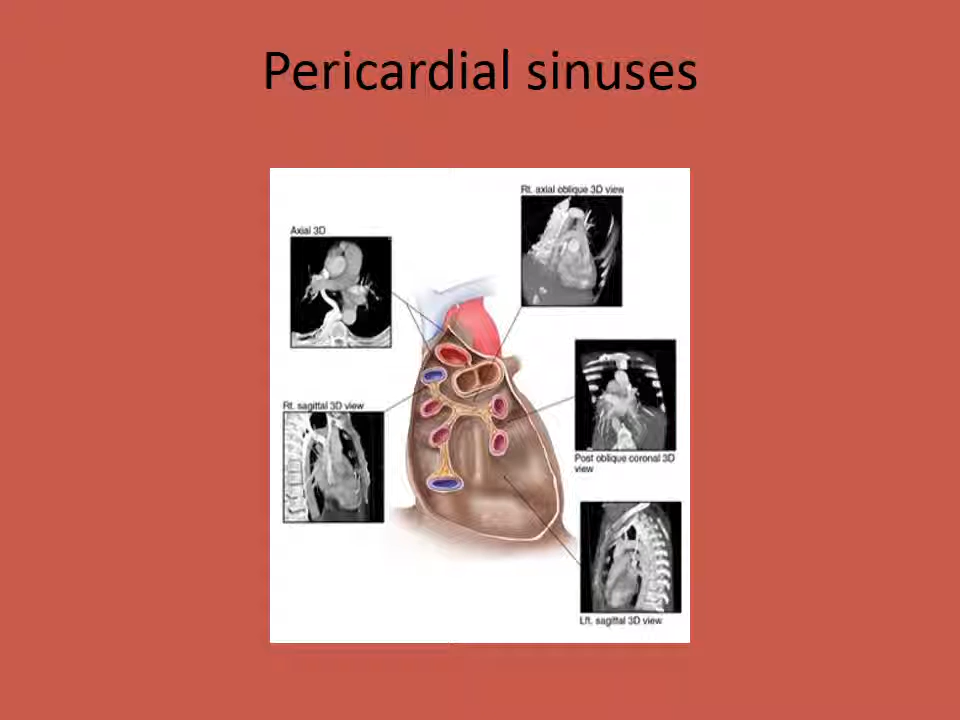 Pericardial sinuses
Rt. axial oblique 3D view
Axial 3D
Rt. sagittal 3D view
Post oblique coronal 3D
view
Lft. sagittal 3D view